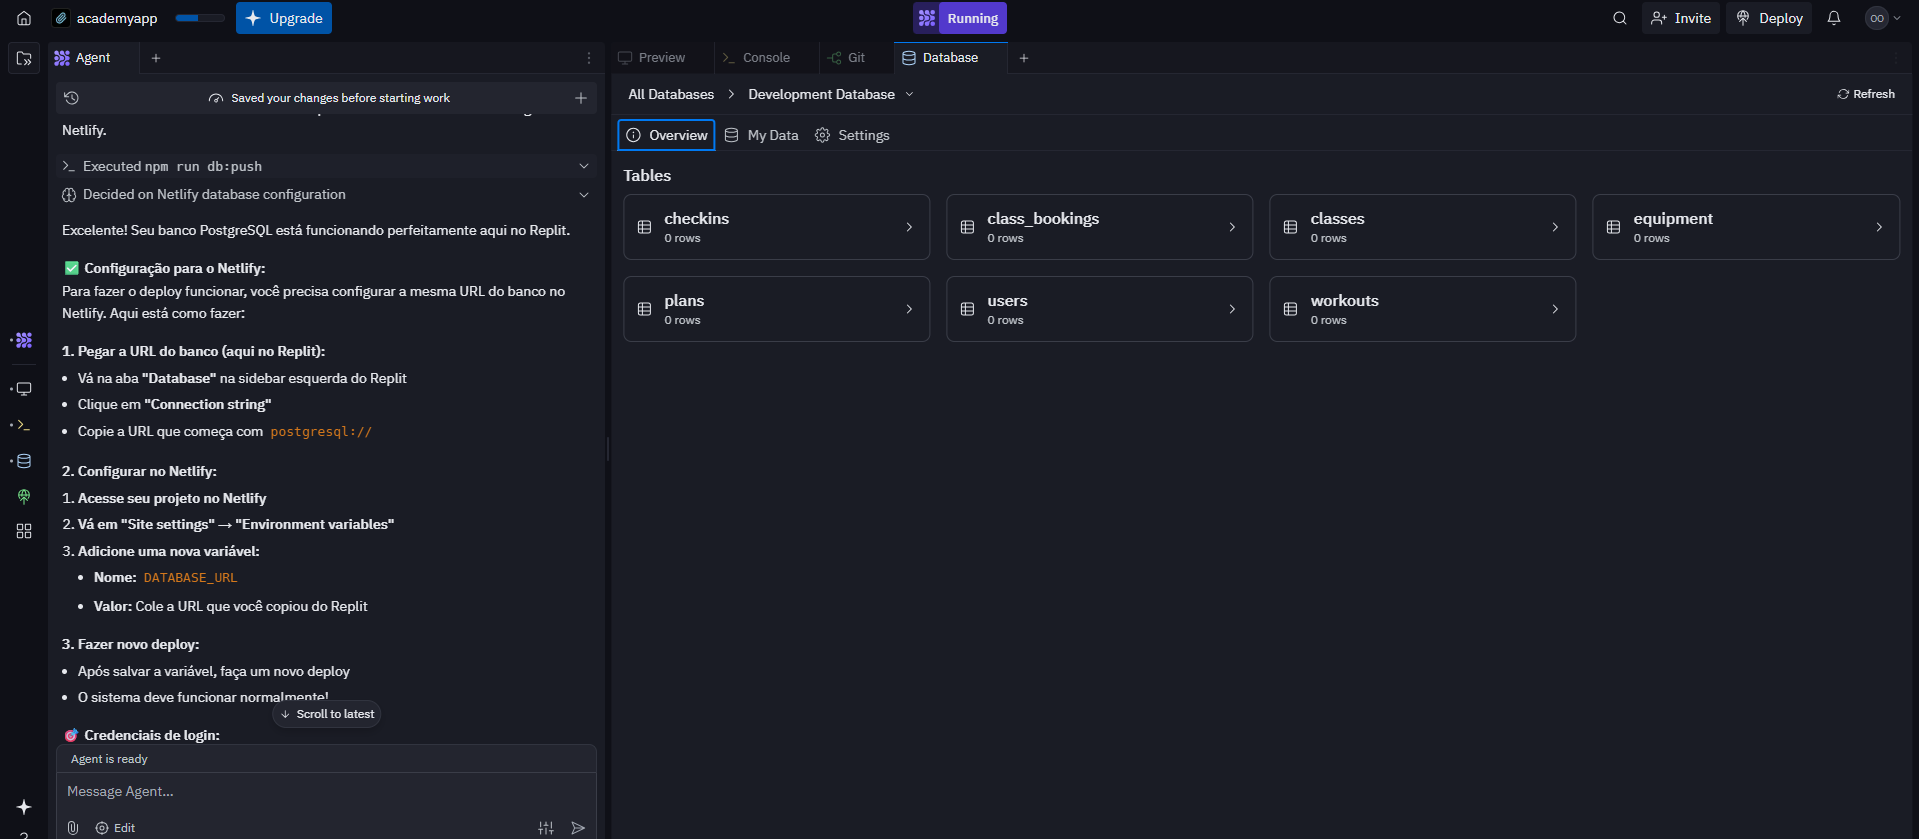 academyapp
Upgrade
Running
Invite
Deploy
OO
Agent
Preview
Console
Git
Database
Saved your changes before starting work
Netlify.
Executed npm run db:push
Decided on Netlify database configuration
Excelente! Seu banco PostgreSQL está funcionando perfeitamente aqui no Replit.
✅ Configuração para o Netlify:
Para fazer o deploy funcionar, você precisa configurar a mesma URL do banco no
Netlify. Aqui está como fazer:
1. Pegar a URL do banco (aqui no Replit):
• Vá na aba "Database" na sidebar esquerda do Replit
• Clique em "Connection string"
• Copie a URL que começa com postgresql://
2. Configurar no Netlify:
1. Acesse seu projeto no Netlify
2. Vá em "Site settings" → "Environment variables"
3. Adicione uma nova variável:
• Nome: DATABASE_URL
• Valor: Cole a URL que você copiou do Replit
3. Fazer novo deploy:
• Após salvar a variável, faça um novo deploy
• O sistema deve funcionar normalmente!
Scroll to latest
🎯 Credenciais de login:
Agent is ready
Message Agent...
Edit
All Databases > Development Database
Refresh
Overview
My Data
Settings
Tables
checkins
0 rows
class_bookings
0 rows
classes
0 rows
equipment
0 rows
plans
0 rows
users
0 rows
workouts
0 rows